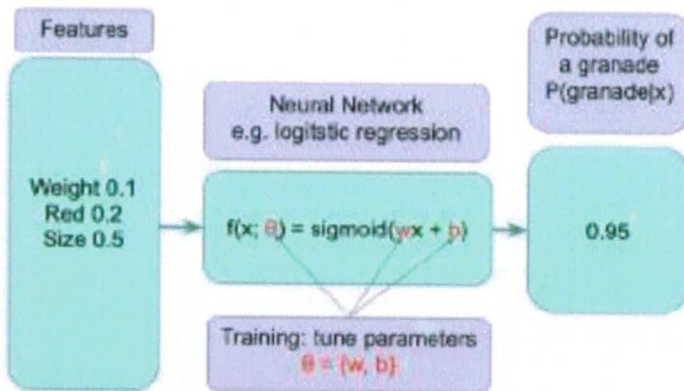 Features
Weight 0.1
Red 0.2
Size 0.5
Neural Network
e.g. logitstic regression
f(x; θ) = sigmoid(wx + b)
Training: tune parameters
θ = {w, b}
Probability of
a granade
P(granade|x)
0.95